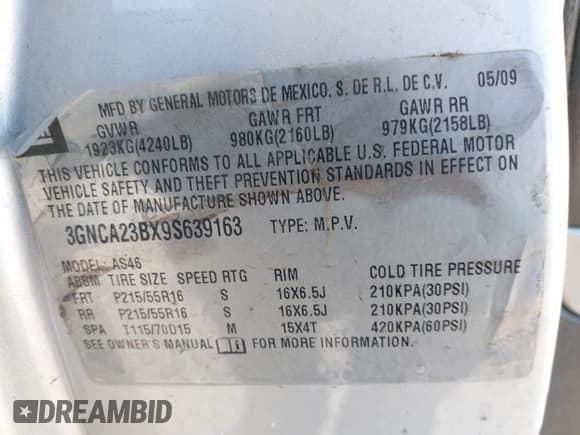 MFD BY GENERAL MOTORS DE MEXICO, S. DE R.L. DE C.V. 05/09
GVWR GAWR FRT GAWR RR
1923KG(4240LB) 980KG(2160LB) 979KG(2158LB)
THIS VEHICLE CONFORMS TO ALL APPLICABLE U.S. FEDERAL MOTOR
VEHICLE SAFETY AND THEFT PREVENTION STANDARDS IN EFFECT ON
THE DATE OF MANUFACTURE SHOWN ABOVE.
3GNCA23BX9S639163 TYPE: M.P.V.
MODEL: AS46
ABBM TIRE SIZE SPEED RTG RIM COLD TIRE PRESSURE
FRT P215/55R16 S 16X6.5J 210KPA(30PSI)
RR P215/55R16 S 16X6.5J 210KPA(30PSI)
SPA T115/70D15 M 15X4T 420KPA(60PSI)
SEE OWNER'S MANUAL FOR MORE INFORMATION.
DREAMBID